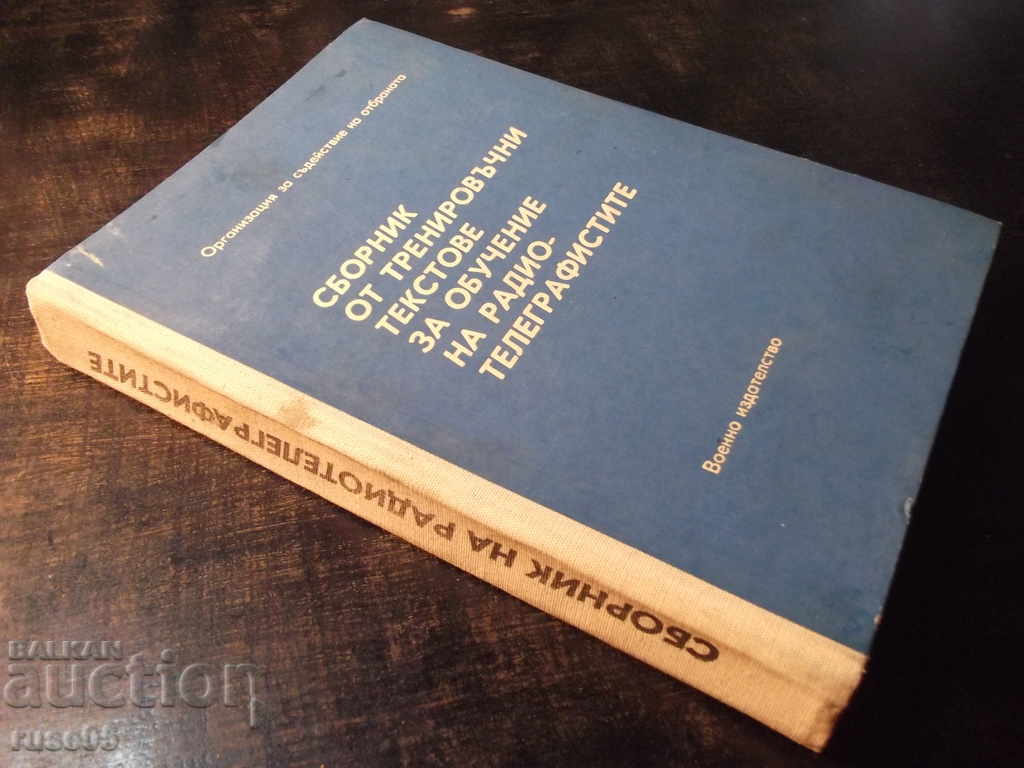 Организация за съдействие на отбраната
СБОРНИК
ОТ ТРЕНИРОВЪЧНИ
ТЕКСТОВЕ
ЗА ОБУЧЕНИЕ
НА РАДИО-
ТЕЛЕГРАФИСТИТЕ
Военно издателство
СБОРНИК НА РАДИОТЕЛЕГРАФИСТИТЕ
BALKAN
auction
ruse05